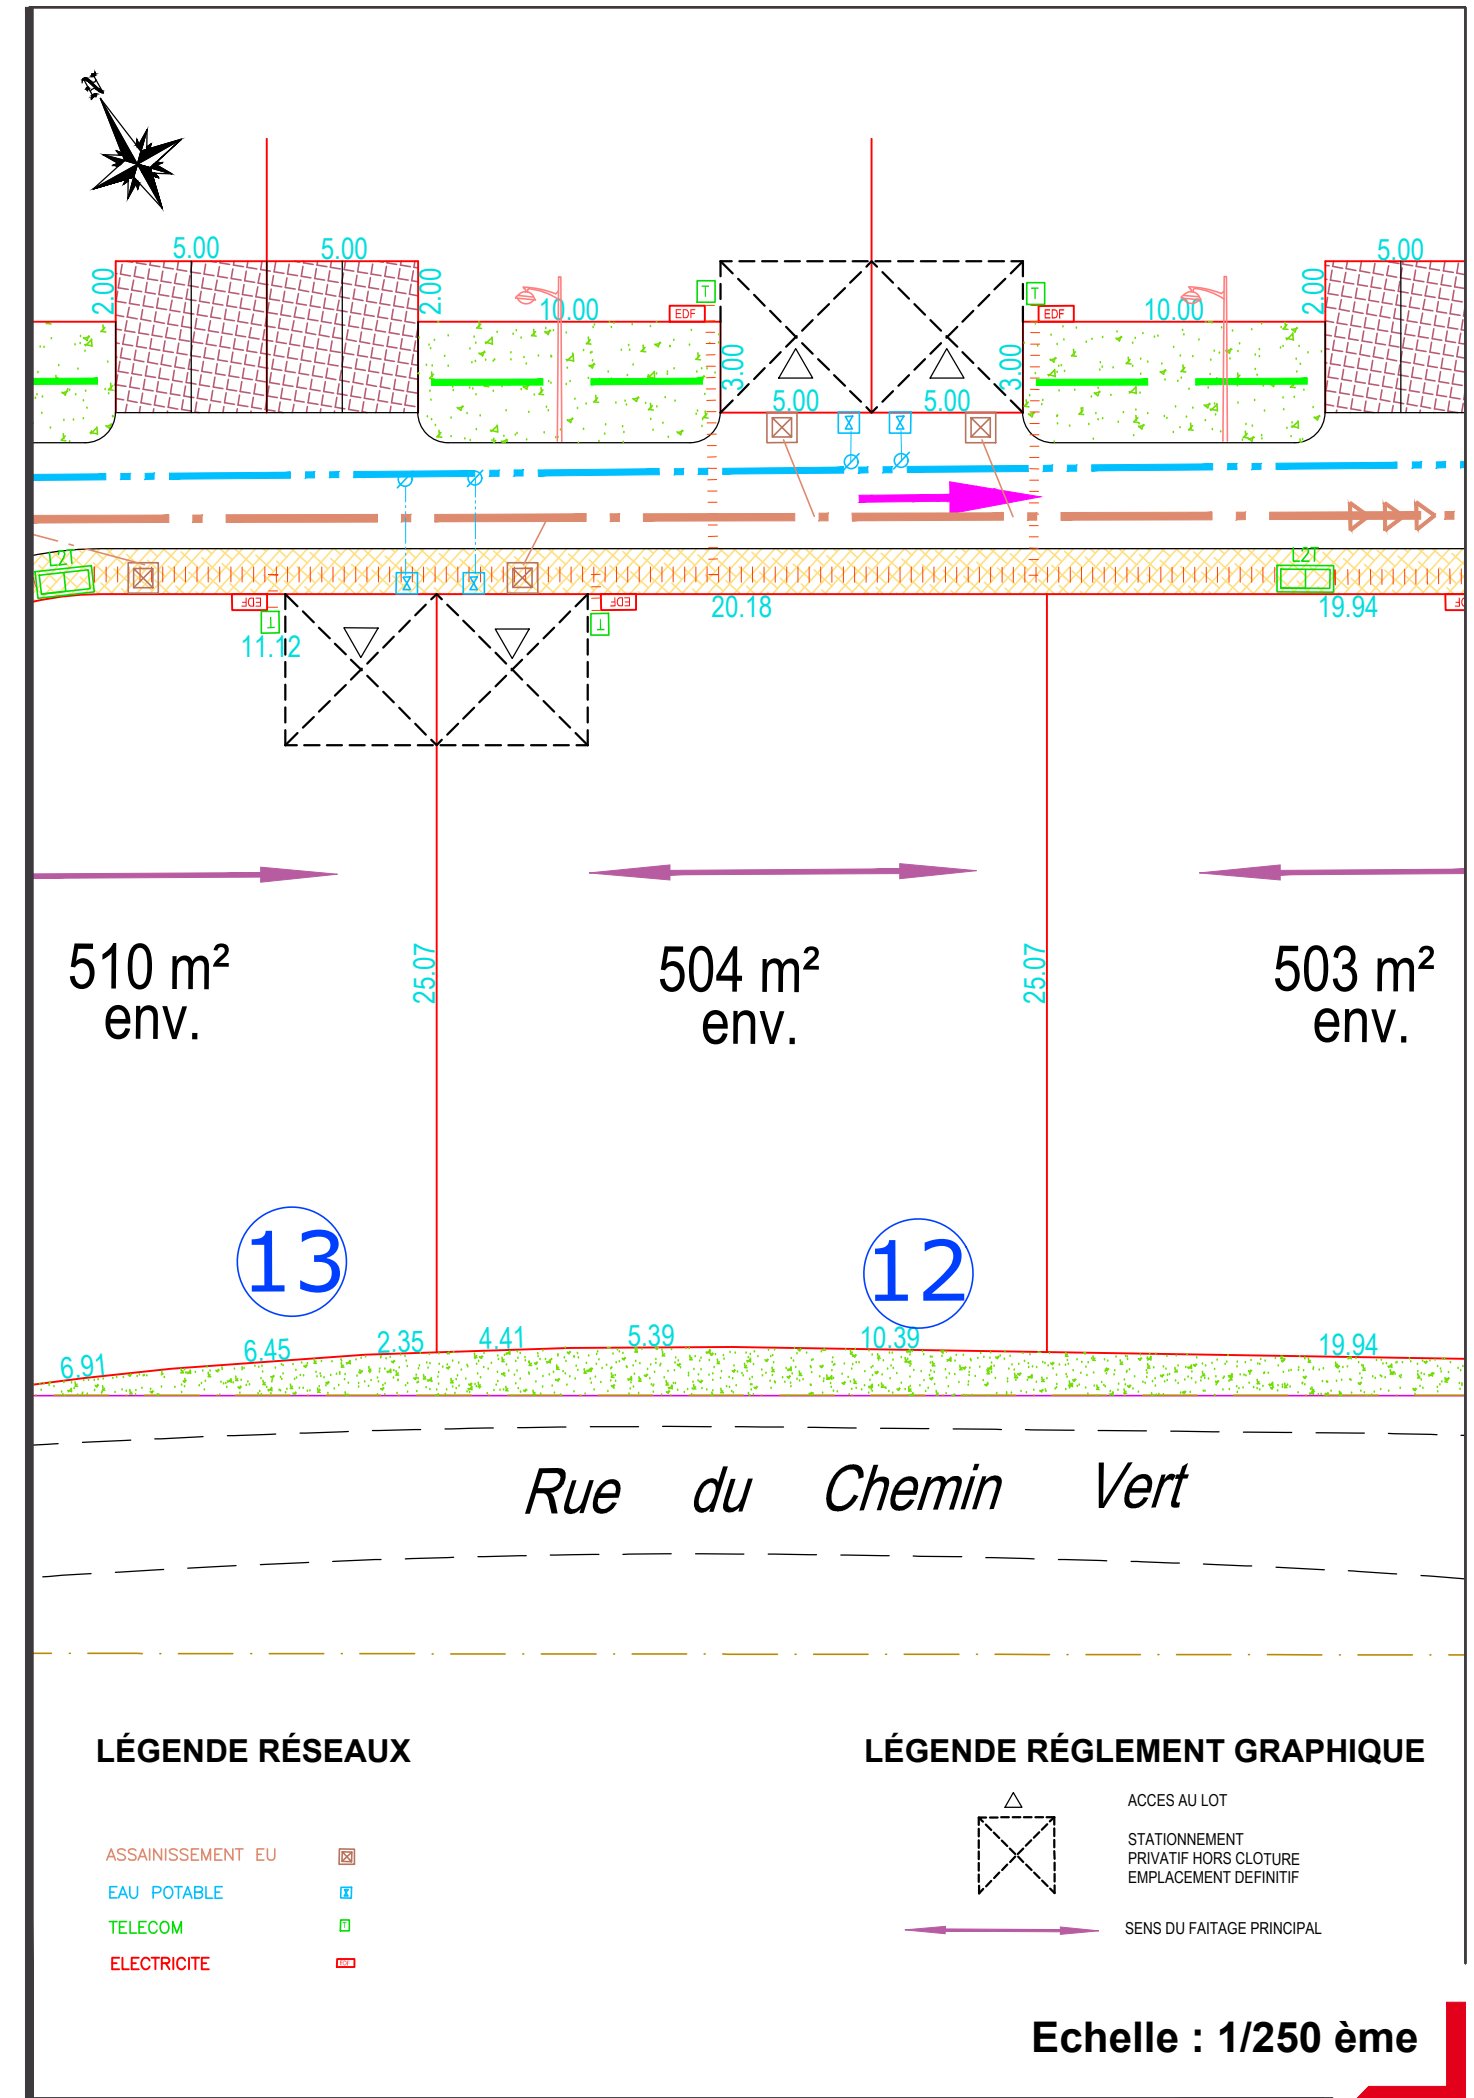 N
5.00
5.00
5.00
2.00
2.00
2.00
10.00
10.00
T
T
EDF
EDF
3.00
3.00
5.00
5.00
L2T
L2T
EDF
EDF
T
T
11.12
20.18
19.94
510 m²
env.
504 m²
env.
503 m²
env.
25.07
25.07
13
12
6.91
6.45
2.35
4.41
5.39
10.39
19.94
Rue du Chemin Vert
LÉGENDE RÉSEAUX
ASSAINISSEMENT EU
EAU POTABLE
TELECOM
T
ELECTRICITE
EDF
LÉGENDE RÉGLEMENT GRAPHIQUE
ACCES AU LOT
STATIONNEMENT
PRIVATIF HORS CLOTURE
EMPLACEMENT DEFINITIF
SENS DU FAITAGE PRINCIPAL
Echelle : 1/250 ème